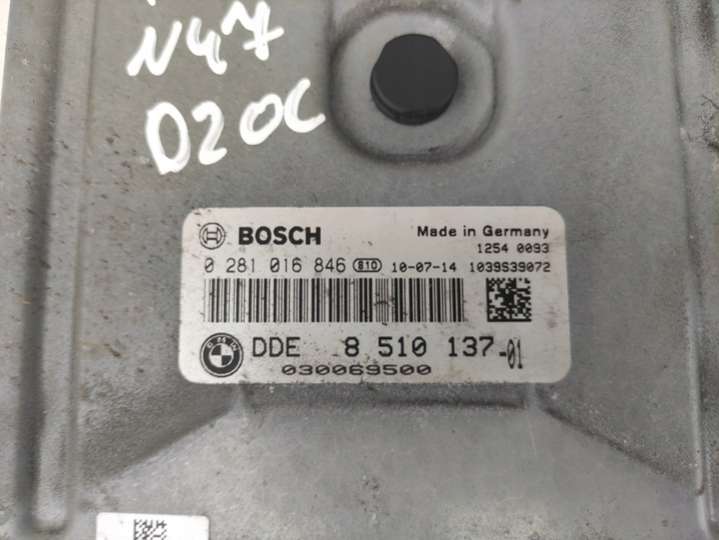 N47
D20C
BOSCH
Made in Germany
1254 0093
0 281 016 846 810 10-07-14 1039S39072
DDE 8 510 137-01
030069500